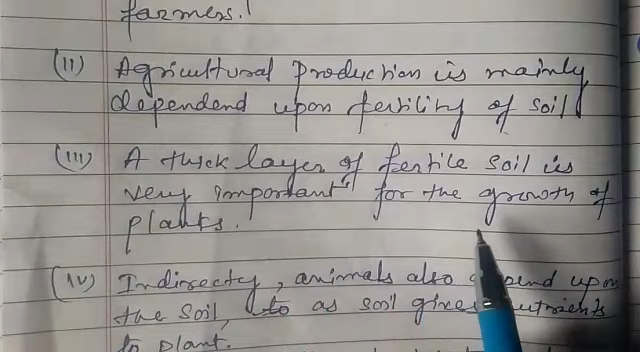 farmers.
(II) Agricultural Production is mainly
dependend upon fertility of soil
(III) A thick layer of fertile soil is
very important for the growth of
plants.
(IV) Indirecty, animals also depend upon
the soil, to as soil gives nutrients
to plant.